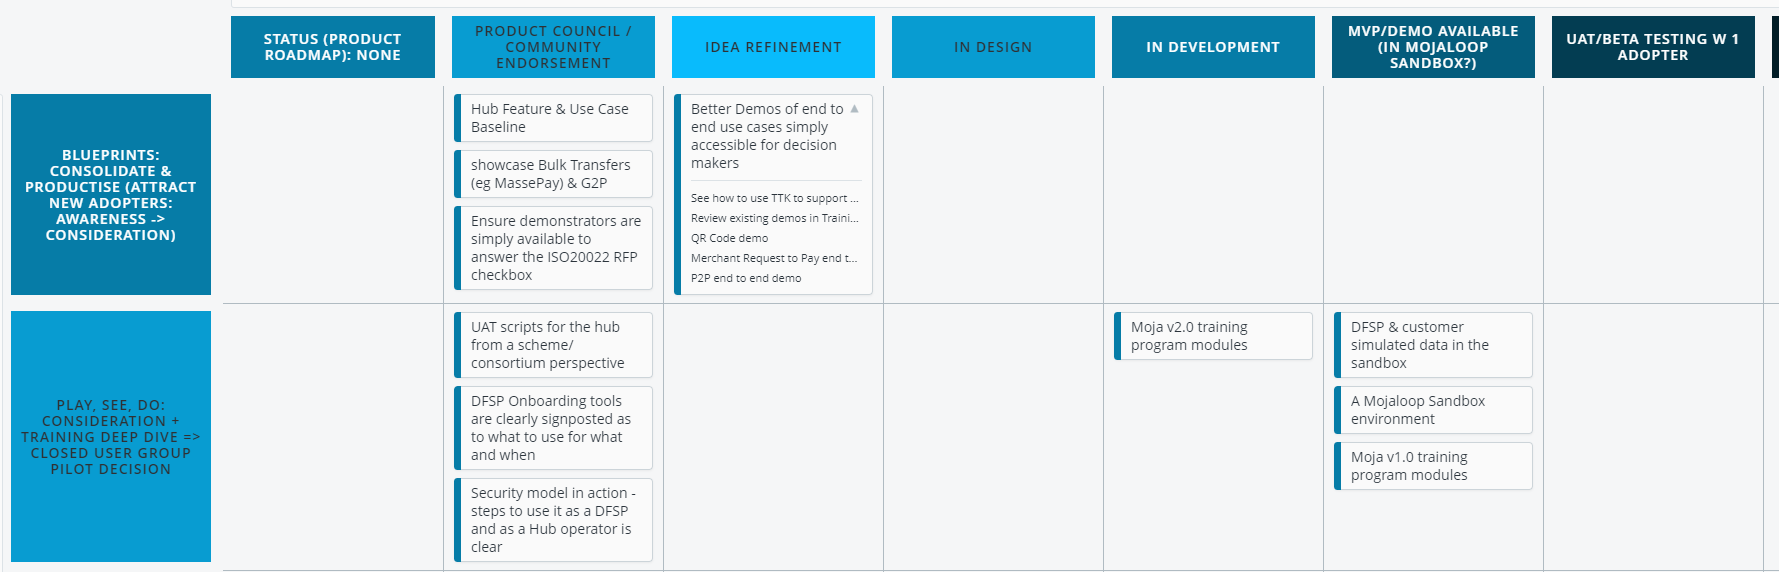 STATUS (PRODUCT
ROADMAP): NONE
PRODUCT COUNCIL /
COMMUNITY
ENDORSEMENT
IDEA REFINEMENT
IN DESIGN
IN DEVELOPMENT
MVP/DEMO AVAILABLE
(IN MOJALOOP
SANDBOX?)
UAT/BETA TESTING W 1
ADOPTER
BLUEPRINTS:
CONSOLIDATE &
PRODUCTISE (ATTRACT
NEW ADOPTERS:
AWARENESS ->
CONSIDERATION)
Hub Feature & Use Case
Baseline
showcase Bulk Transfers
(eg MassePay) & G2P
Ensure demonstrators are
simply available to
answer the ISO20022 RFP
checkbox
Better Demos of end to
end use cases simply
accessible for decision
makers
See how to use TTK to support ...
Review existing demos in Traini...
QR Code demo
Merchant Request to Pay end t...
P2P end to end demo
PLAY, SEE, DO:
CONSIDERATION +
TRAINING DEEP DIVE =>
CLOSED USER GROUP
PILOT DECISION
UAT scripts for the hub
from a scheme/
consortium perspective
DFSP Onboarding tools
are clearly signposted as
to what to use for what
and when
Security model in action -
steps to use it as a DFSP
and as a Hub operator is
clear
Moja v2.0 training
program modules
DFSP & customer
simulated data in the
sandbox
A Mojaloop Sandbox
environment
Moja v1.0 training
program modules